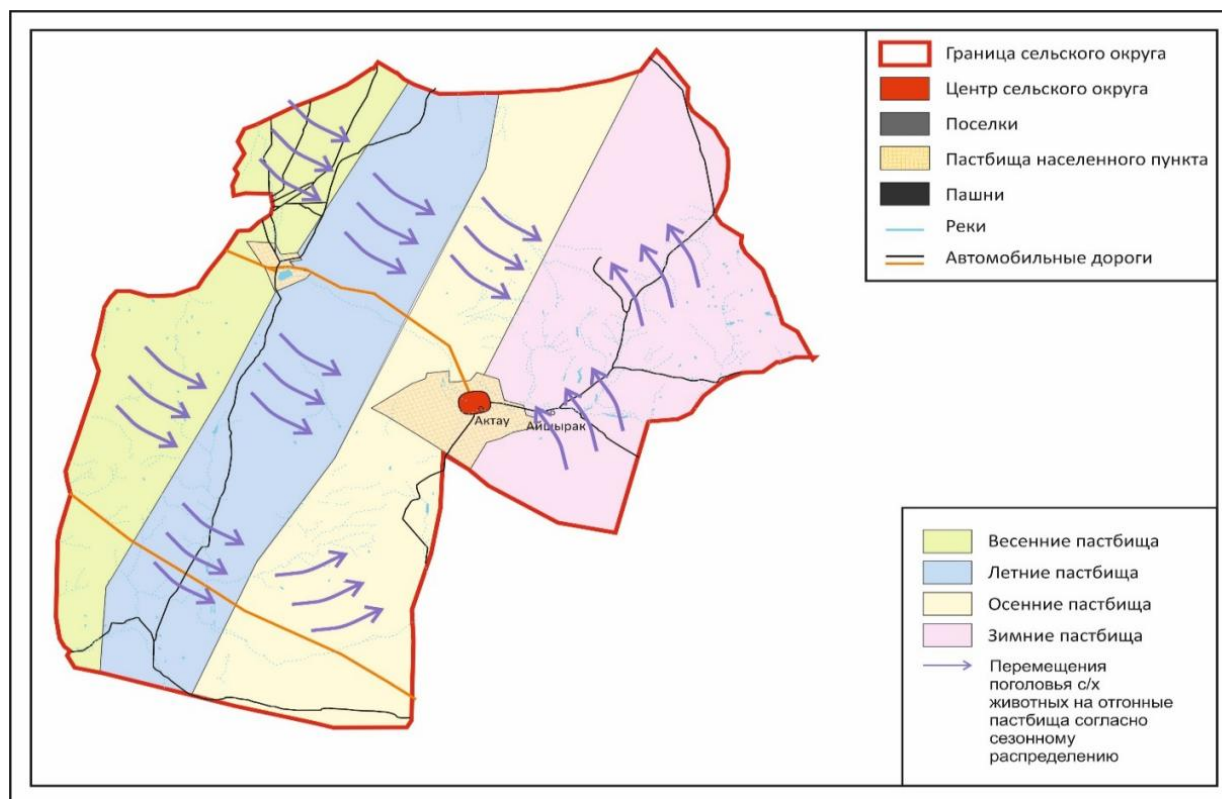 Граница сельского округа
Центр сельского округа
Поселки
Пастбища населенного пункта
Пашни
Реки
Автомобильные дороги
Актау
Айшырак
Весенние пастбища
Летние пастбища
Осенние пастбища
Зимние пастбища
Перемещения
поголовья с/х
животных на отгонные
пастбища согласно
сезонному
распределению